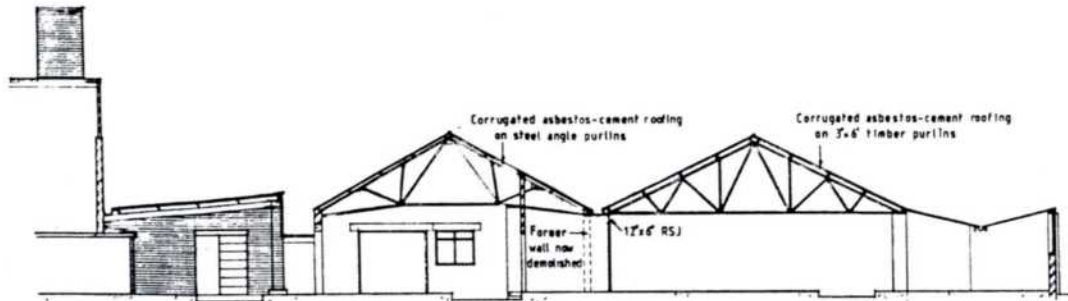 Corrugated asbestos-cement roofing
on steel angle purlins
Corrugated asbestos-cement roofing
on 3"×6" timber purlins
Former
wall now
demolished
12"×6" RSJ